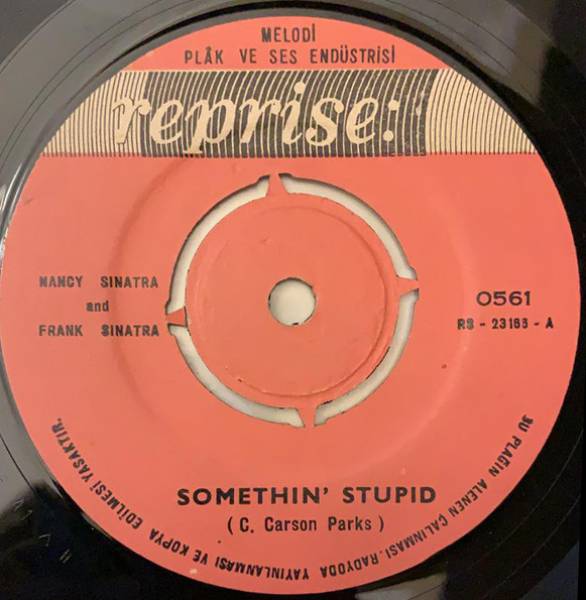 MELODİ
PLÂK VE SES ENDÜSTRİSİ
reprise:
NANCY SINATRA
and
FRANK SINATRA
0561
RS - 23166 - A
SOMETHIN' STUPID
( C. Carson Parks )
BU PLAĞIN ALENEN ÇALINMASI, RADYODA YAYINLANMASI VE KOPYA EDİLMESİ YASAKTIR.